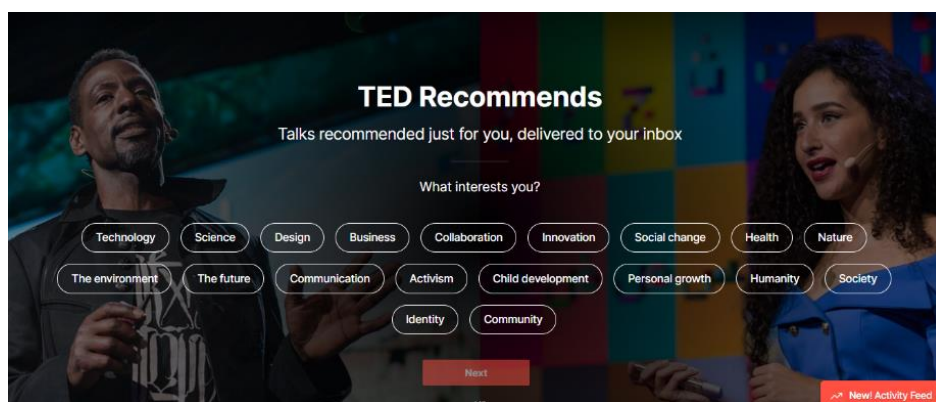 TED Recommends
Talks recommended just for you, delivered to your inbox
What interests you?
Technology Science Design Business Collaboration Innovation Social change Health Nature
The environment The future Communication Activism Child development Personal growth Humanity Society
Identity Community
Next
New! Activity Feed